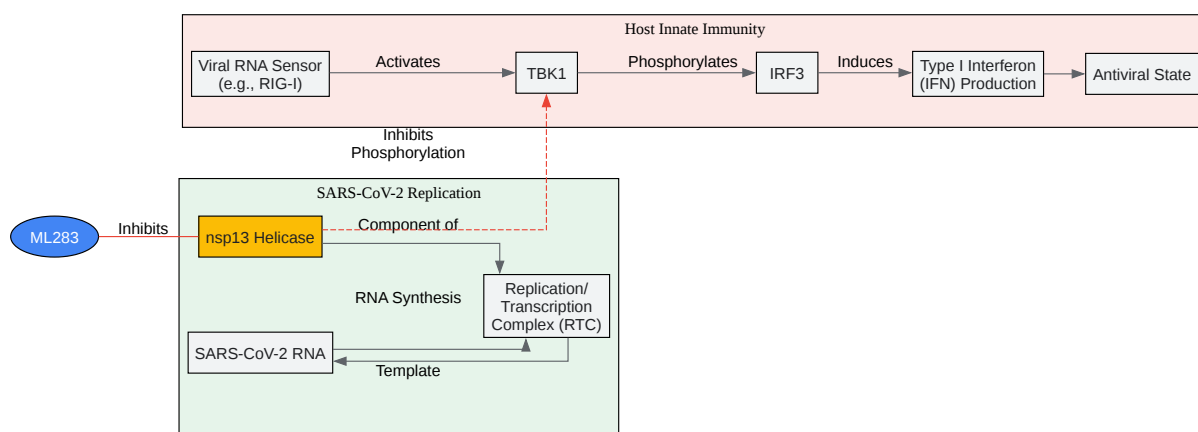 Host Innate Immunity
Viral RNA Sensor
(e.g., RIG-I)
Activates
TBK1
Phosphorylates
IRF3
Induces
Type I Interferon
(IFN) Production
Antiviral State
Inhibits
Phosphorylation
SARS-CoV-2 Replication
ML283
Inhibits
nsp13 Helicase
Component of
RNA Synthesis
Replication/
Transcription
Complex (RTC)
SARS-CoV-2 RNA
Template